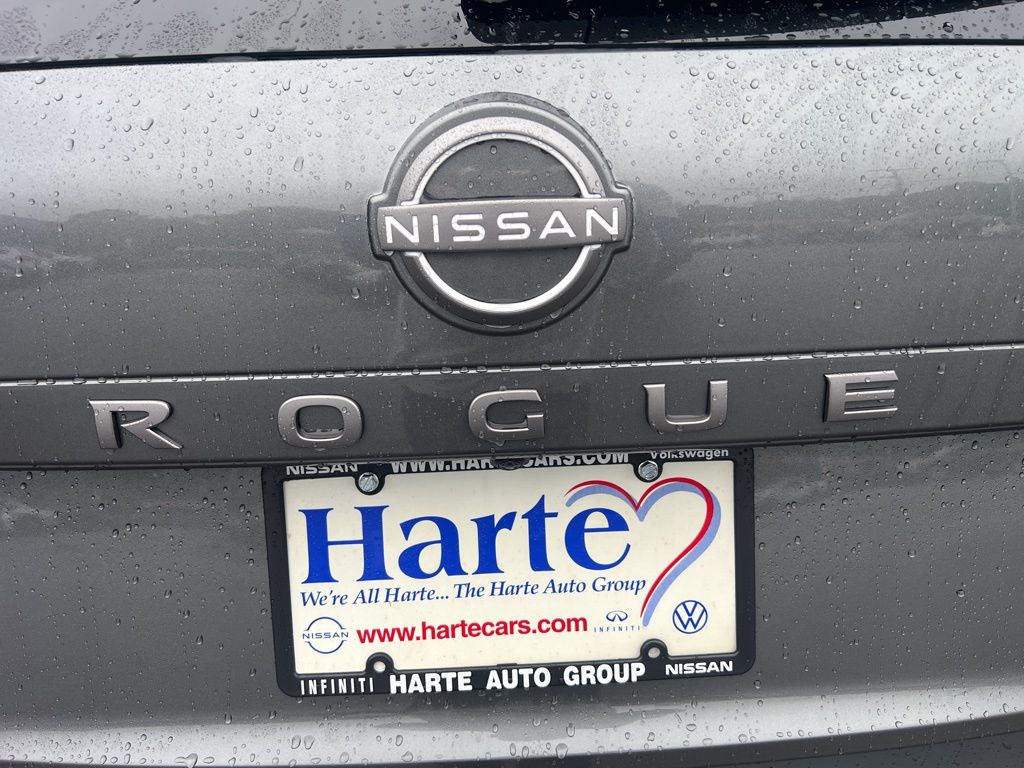 NISSAN
ROGUE
NISSAN WWW.HARTECARS.COM Volkswagen
Harte
We're All Harte... The Harte Auto Group
NISSAN www.hartecars.com INFINITI
INFINITI HARTE AUTO GROUP NISSAN